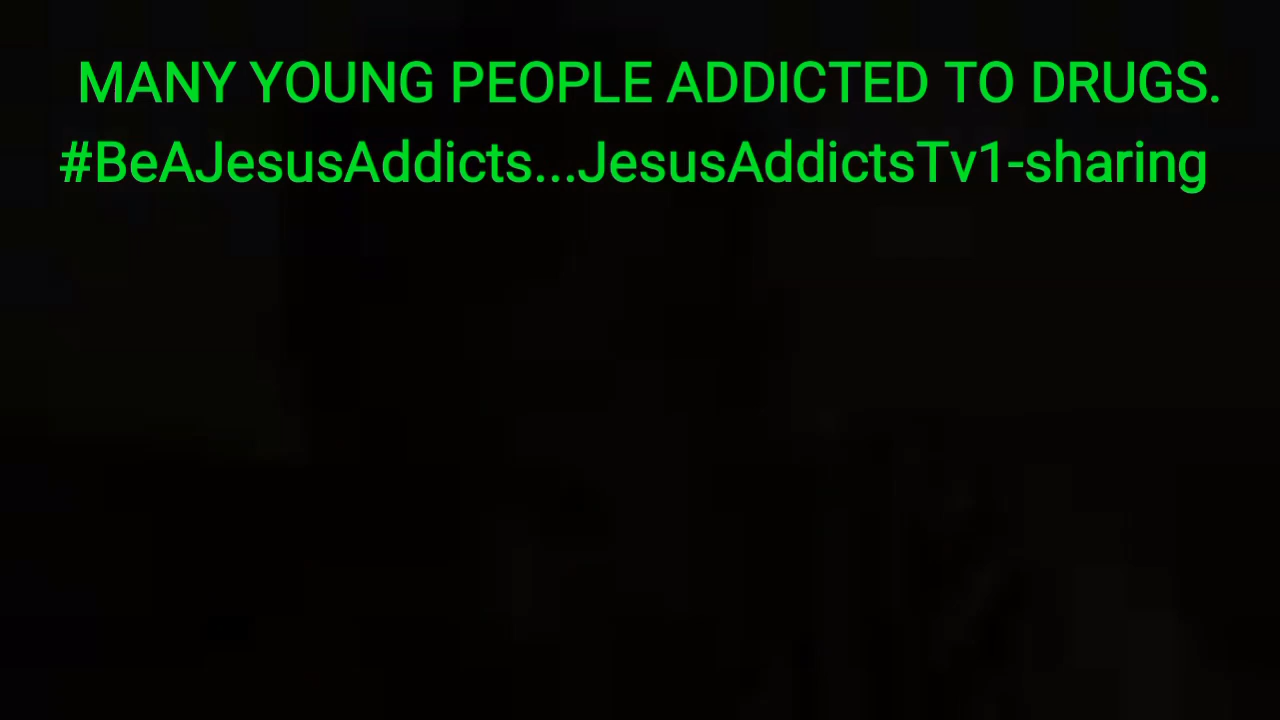 MANY YOUNG PEOPLE ADDICTED TO DRUGS.
#BeAJesusAddicts...JesusAddictsTv1-sharing